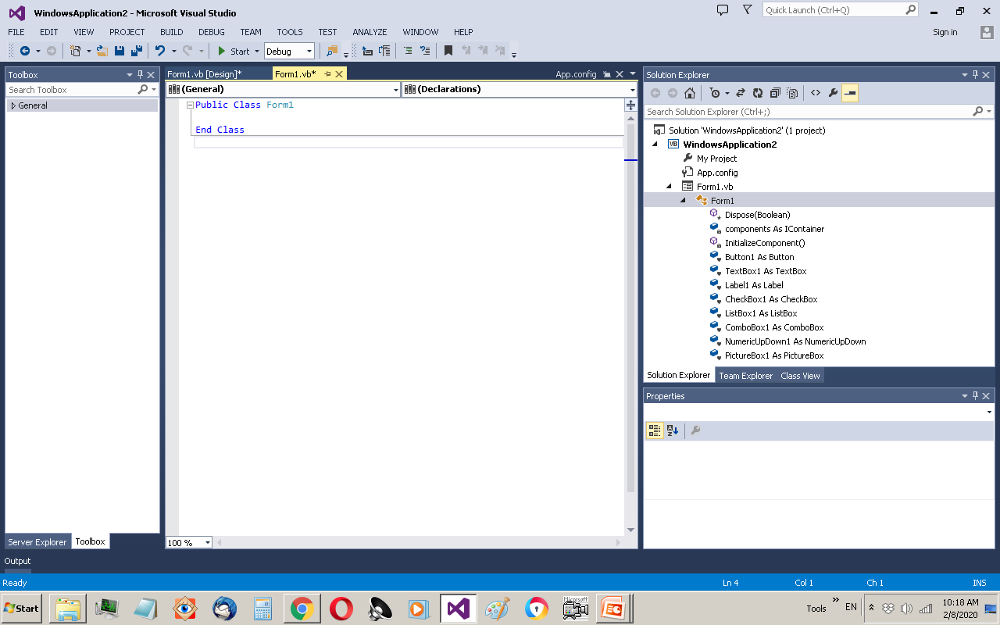 WindowsApplication2 - Microsoft Visual Studio
Quick Launch (Ctrl+Q)
FILE EDIT VIEW PROJECT BUILD DEBUG TEAM TOOLS TEST ANALYZE WINDOW HELP
Sign in
Start Debug
Toolbox
Search Toolbox
General
Server Explorer Toolbox
Form1.vb [Design]* Form1.vb* App.config
(General) (Declarations)
Public Class Form1
End Class
100 %
Solution Explorer
Search Solution Explorer (Ctrl+;)
Solution 'WindowsApplication2' (1 project)
VB WindowsApplication2
My Project
App.config
Form1.vb
Form1
Dispose(Boolean)
components As IContainer
InitializeComponent()
Button1 As Button
TextBox1 As TextBox
Label1 As Label
CheckBox1 As CheckBox
ListBox1 As ListBox
ComboBox1 As ComboBox
NumericUpDown1 As NumericUpDown
PictureBox1 As PictureBox
Solution Explorer Team Explorer Class View
Properties
Output
Ready Ln 4 Col 1 Ch 1 INS
Start
Microsoft
Tools » EN
10:18 AM
2/8/2020